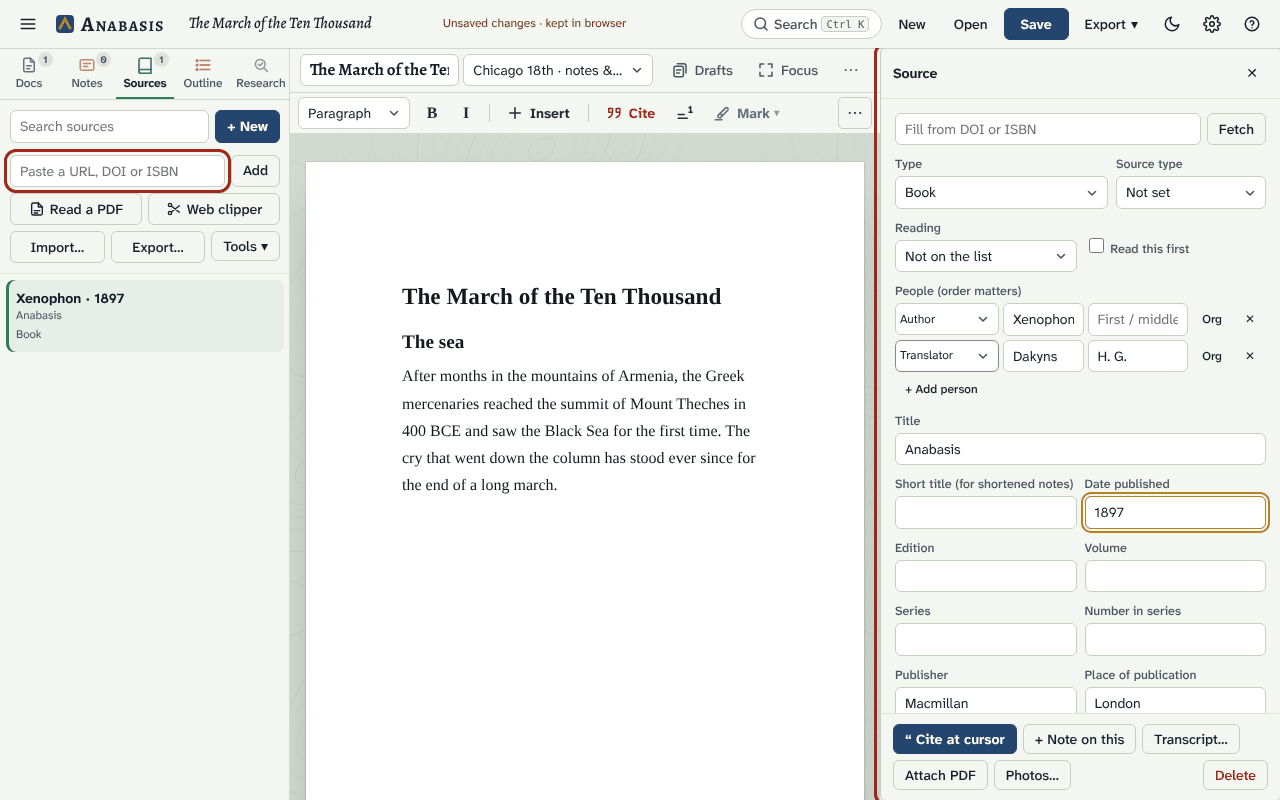 ANABASIS
The March of the Ten Thousand
Unsaved changes · kept in browser
Search Ctrl K
New
Open
Save
Export ▾
Docs 1
Notes 0
Sources 1
Outline
Research
Search sources
+ New
Paste a URL, DOI or ISBN
Add
Read a PDF
Web clipper
Import…
Export…
Tools ▾
Xenophon · 1897
Anabasis
Book
The March of the Te
Chicago 18th · notes &…
Drafts
Focus
…
Paragraph
B
I
+ Insert
Cite
1
Mark ▾
…
The March of the Ten Thousand
The sea
After months in the mountains of Armenia, the Greek
mercenaries reached the summit of Mount Theches in
400 BCE and saw the Black Sea for the first time. The
cry that went down the column has stood ever since for
the end of a long march.
Source
✕
Fill from DOI or ISBN
Fetch
Type
Source type
Book
Not set
Reading
Not on the list
Read this first
People (order matters)
Author
Xenophon
First / middle
Org
✕
Translator
Dakyns
H. G.
Org
✕
+ Add person
Title
Anabasis
Short title (for shortened notes)
Date published
1897
Edition
Volume
Series
Number in series
Publisher
Place of publication
Macmillan
London
❝ Cite at cursor
+ Note on this
Transcript…
Attach PDF
Photos…
Delete